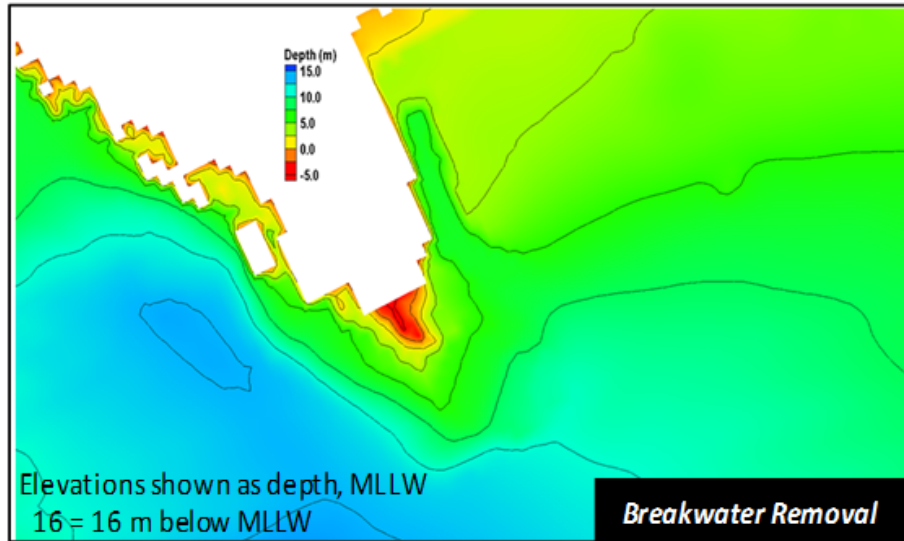 Depth (m)
15.0
10.0
5.0
0.0
-5.0
Elevations shown as depth, MLLW
16 = 16 m below MLLW
Breakwater Removal